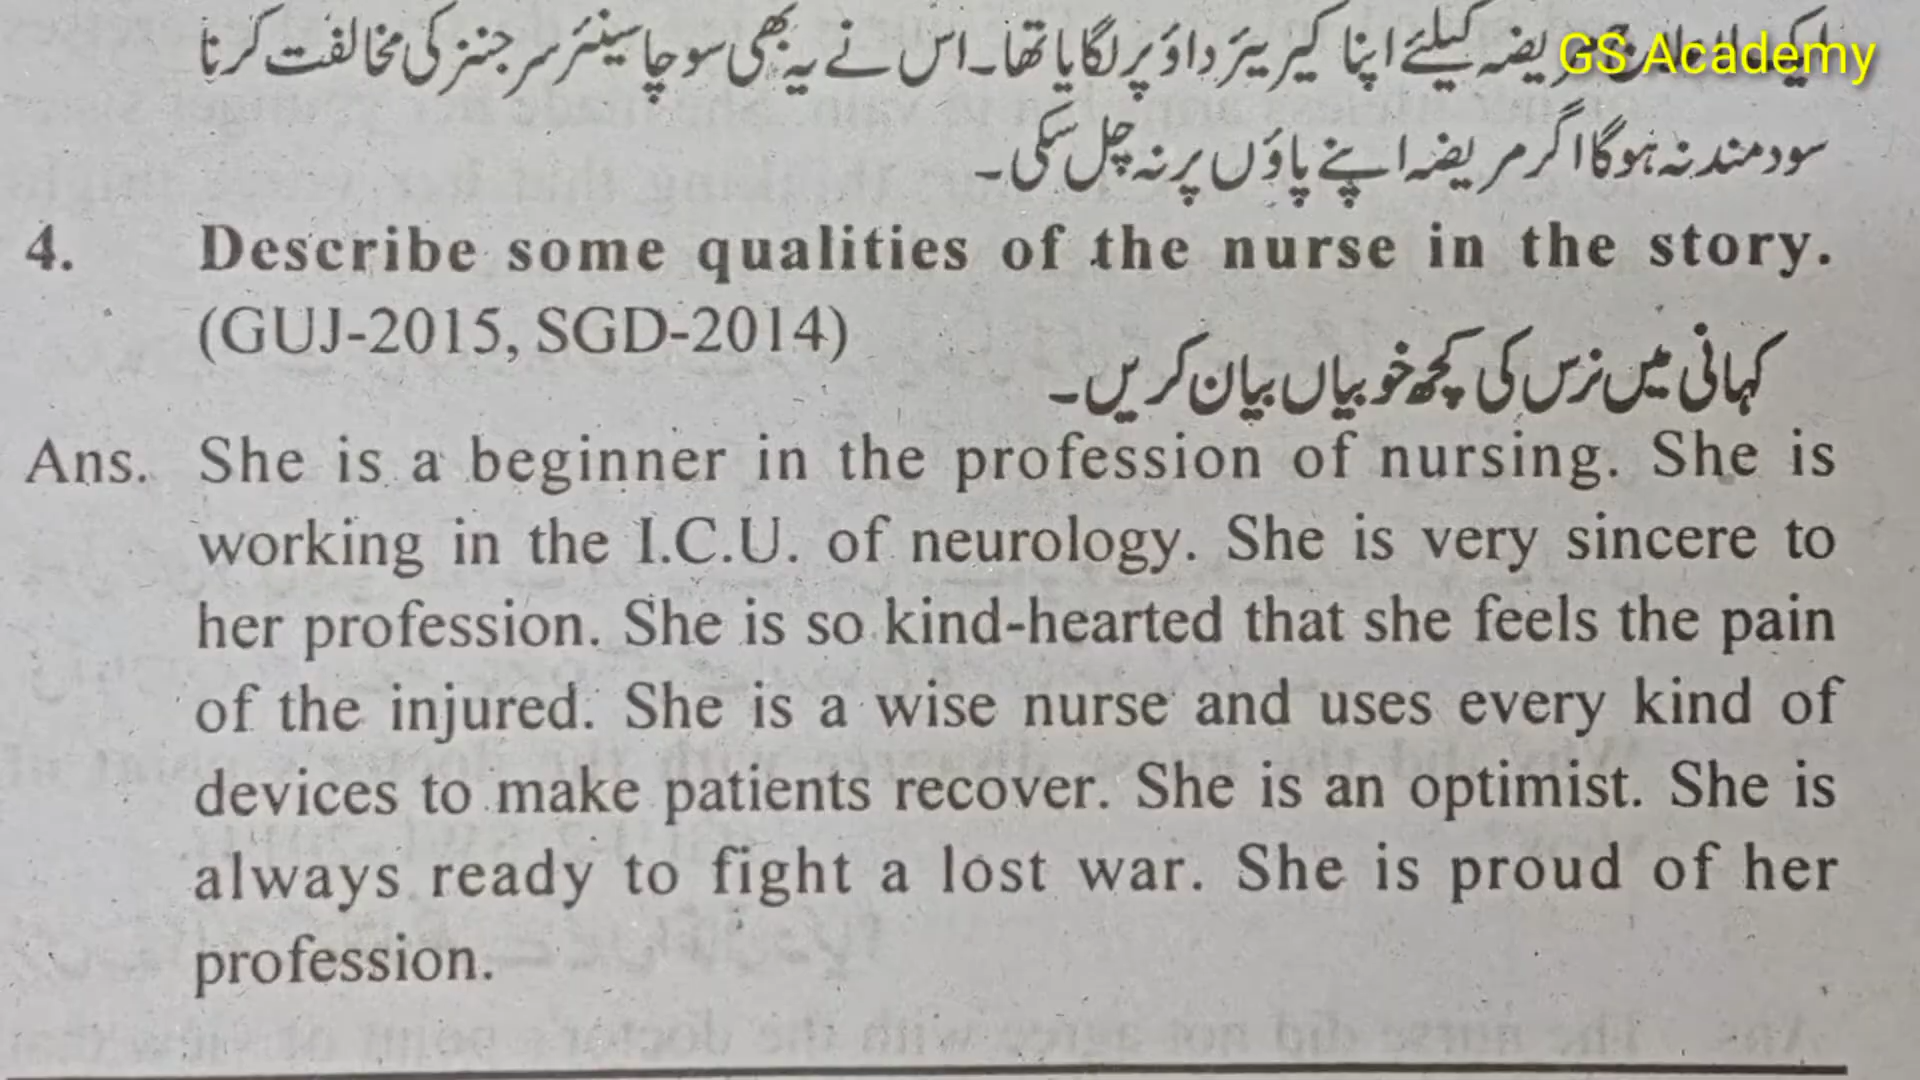 کیلئے اپنا کیریئر داؤ پر لگایا تھا۔ اس نے یہ بھی سوچا سینئر سرجنز کی مخالفت کرنا
GS Academy
سودمند نہ ہوگا اگر مریضہ اپنے پاؤں پر نہ چل سکی۔
4. Describe some qualities of the nurse in the story.
(GUJ-2015, SGD-2014)
کہانی میں نرس کی کچھ خوبیاں بیان کریں۔
Ans. She is a beginner in the profession of nursing. She is
working in the I.C.U. of neurology. She is very sincere to
her profession. She is so kind-hearted that she feels the pain
of the injured. She is a wise nurse and uses every kind of
devices to make patients recover. She is an optimist. She is
always ready to fight a lost war. She is proud of her
profession.